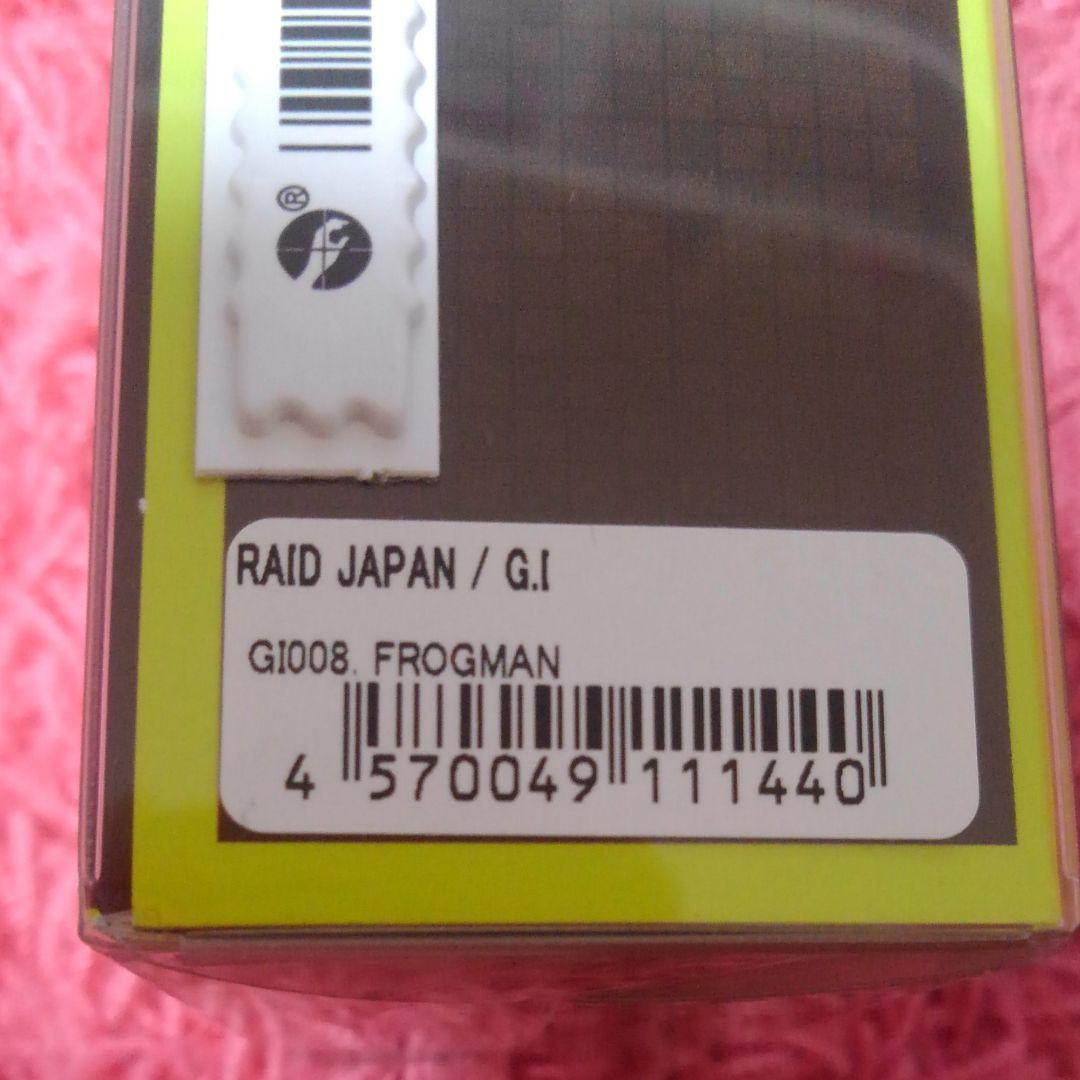 ®
RAID JAPAN / G.I
GI008. FROGMAN
4 570049 111440